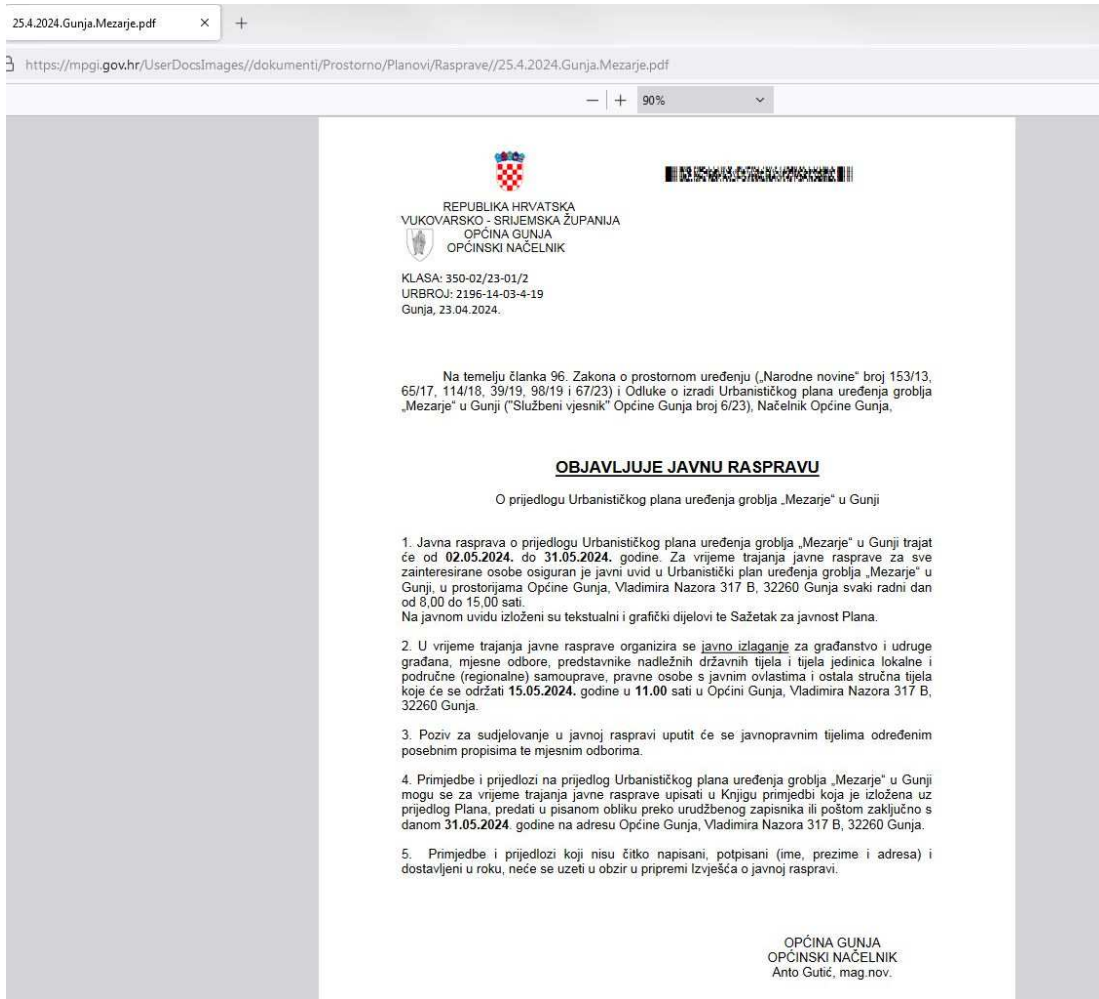 25.4.2024.Gunja.Mezarje.pdf
https://mpgi.gov.hr/UserDocsImages//dokumenti/Prostorno/Planovi/Rasprave//25.4.2024.Gunja.Mezarje.pdf
90%
REPUBLIKA HRVATSKA
VUKOVARSKO - SRIJEMSKA ŽUPANIJA
OPĆINA GUNJA
OPĆINSKI NAČELNIK
KLASA: 350-02/23-01/2
URBROJ: 2196-14-03-4-19
Gunja, 23.04.2024.
Na temelju članka 96. Zakona o prostornom uređenju („Narodne novine“ broj 153/13,
65/17, 114/18, 39/19, 98/19 i 67/23) i Odluke o izradi Urbanističkog plana uređenja groblja
„Mezarje“ u Gunji ("Službeni vjesnik" Općine Gunja broj 6/23), Načelnik Općine Gunja,
OBJAVLJUJE JAVNU RASPRAVU
O prijedlogu Urbanističkog plana uređenja groblja „Mezarje“ u Gunji
1. Javna rasprava o prijedlogu Urbanističkog plana uređenja groblja „Mezarje“ u Gunji trajat
će od 02.05.2024. do 31.05.2024. godine. Za vrijeme trajanja javne rasprave za sve
zainteresirane osobe osiguran je javni uvid u Urbanistički plan uređenja groblja „Mezarje“ u
Gunji, u prostorijama Općine Gunja, Vladimira Nazora 317 B, 32260 Gunja svaki radni dan
od 8,00 do 15,00 sati.
Na javnom uvidu izloženi su tekstualni i grafički dijelovi te Sažetak za javnost Plana.
2. U vrijeme trajanja javne rasprave organizira se javno izlaganje za građanstvo i udruge
građana, mjesne odbore, predstavnike nadležnih državnih tijela i tijela jedinica lokalne i
područne (regionalne) samouprave, pravne osobe s javnim ovlastima i ostala stručna tijela
koje će se održati 15.05.2024. godine u 11.00 sati u Općini Gunja, Vladimira Nazora 317 B,
32260 Gunja.
3. Poziv za sudjelovanje u javnoj raspravi uputit će se javnopravnim tijelima određenim
posebnim propisima te mjesnim odborima.
4. Primjedbe i prijedlozi na prijedlog Urbanističkog plana uređenja groblja „Mezarje“ u Gunji
mogu se za vrijeme trajanja javne rasprave upisati u Knjigu primjedbi koja je izložena uz
prijedlog Plana, predati u pisanom obliku preko urudžbenog zapisnika ili poštom zaključno s
danom 31.05.2024. godine na adresu Općine Gunja, Vladimira Nazora 317 B, 32260 Gunja.
5. Primjedbe i prijedlozi koji nisu čitko napisani, potpisani (ime, prezime i adresa) i
dostavljeni u roku, neće se uzeti u obzir u pripremi Izvješća o javnoj raspravi.
OPĆINA GUNJA
OPĆINSKI NAČELNIK
Anto Gutić, mag.nov.